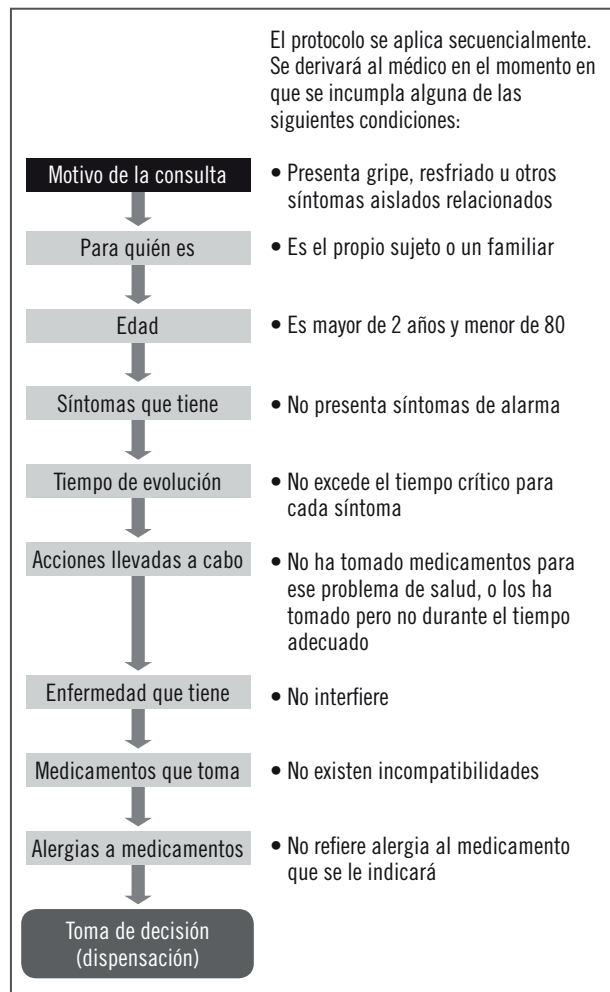 El protocolo se aplica secuencialmente.
Se derivará al médico en el momento en
que se incumpla alguna de las
siguientes condiciones:
Motivo de la consulta
• Presenta gripe, resfriado u otros
síntomas aislados relacionados
Para quién es
• Es el propio sujeto o un familiar
Edad
• Es mayor de 2 años y menor de 80
Síntomas que tiene
• No presenta síntomas de alarma
Tiempo de evolución
• No excede el tiempo crítico para
cada síntoma
Acciones llevadas a cabo
• No ha tomado medicamentos para
ese problema de salud, o los ha
tomado pero no durante el tiempo
adecuado
Enfermedad que tiene
• No interfiere
Medicamentos que toma
• No existen incompatibilidades
Alergias a medicamentos
• No refiere alergia al medicamento
que se le indicará
Toma de decisión
(dispensación)